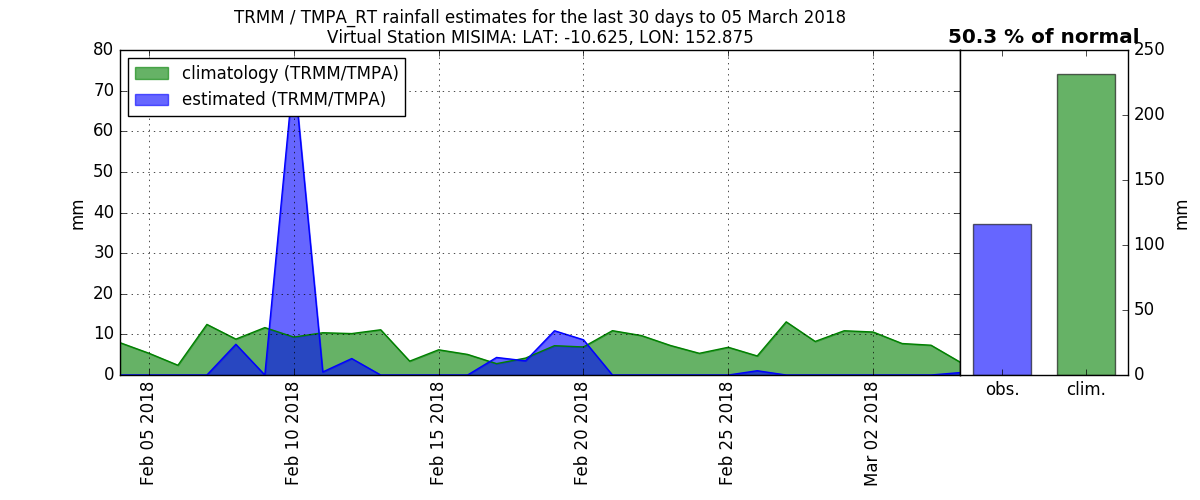 TRMM / TMPA_RT rainfall estimates for the last 30 days to 05 March 2018
Virtual Station MISIMA: LAT: -10.625, LON: 152.875
50.3 % of normal
climatology (TRMM/TMPA)
estimated (TRMM/TMPA)
80
70
60
50
40
30
20
10
0
mm
Feb 05 2018
Feb 10 2018
Feb 15 2018
Feb 20 2018
Feb 25 2018
Mar 02 2018
250
200
150
100
50
0
mm
obs.
clim.